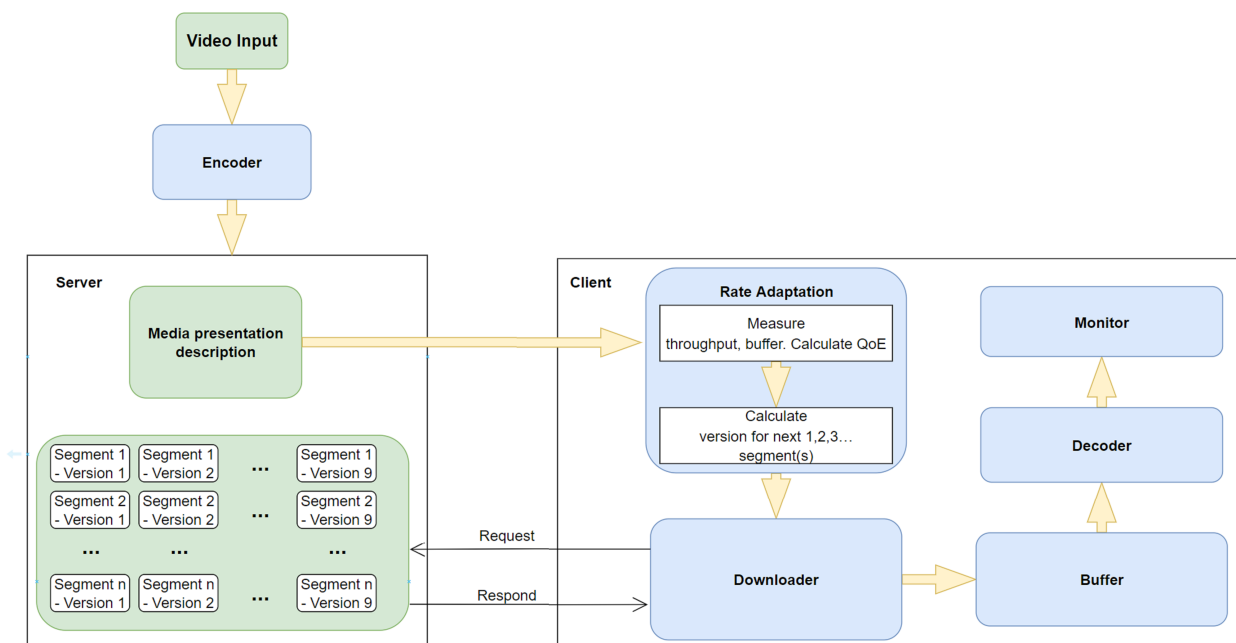 Video Input
Encoder
Server
Media presentation
description
Segment 1
- Version 1
Segment 1
- Version 2
...
Segment 1
- Version 9
Segment 2
- Version 1
Segment 2
- Version 2
...
Segment 2
- Version 9
...
...
...
Segment n
- Version 1
Segment n
- Version 2
...
Segment n
- Version 9
Request
Respond
Client
Rate Adaptation
Measure
throughput, buffer. Calculate QoE
Calculate
version for next 1,2,3...
segment(s)
Downloader
Buffer
Decoder
Monitor